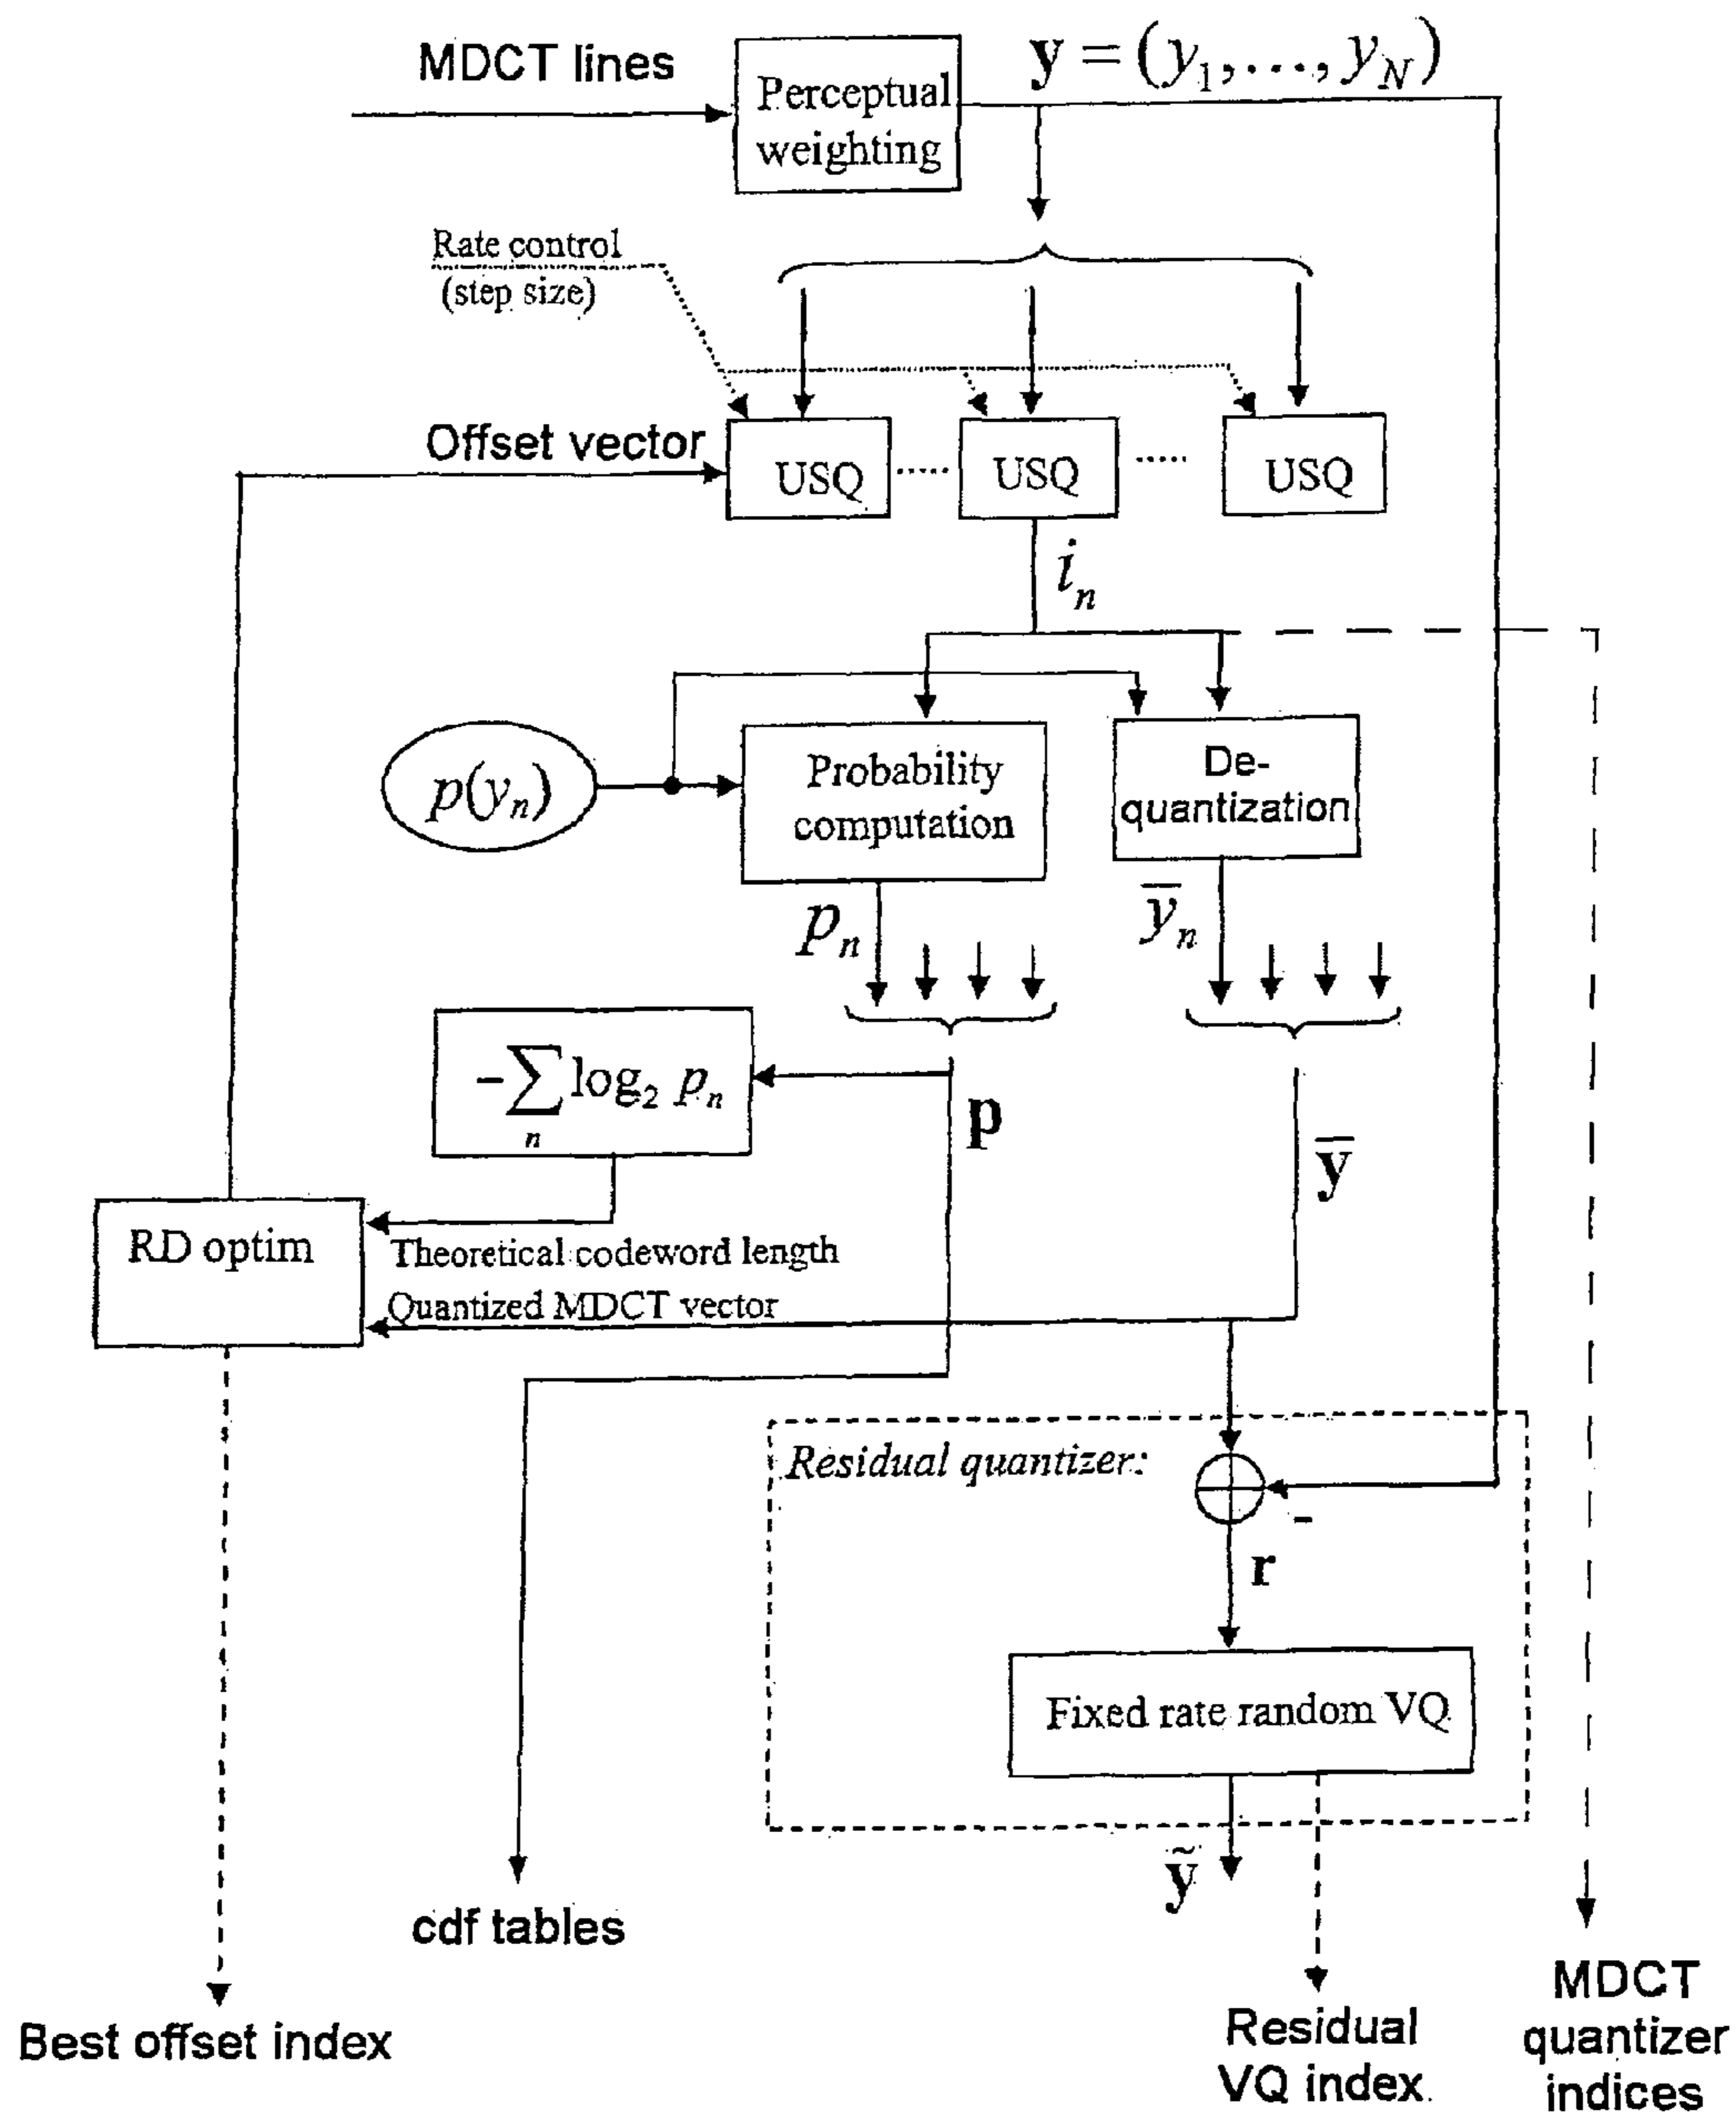 MDCT lines
Perceptual
weighting
y = (y₁,..., y_N)
Rate control
(step size)
Offset vector
USQ ..... USQ ..... USQ
iₙ
p(yₙ)
Probability
computation
De-
quantization
pₙ
y̅ₙ
-∑ₙ log₂ pₙ
p
y̅
RD optim
Theoretical codeword length
Quantized MDCT vector
Residual quantizer:
-
r
Fixed rate random VQ
ỹ
cdf tables
Best offset index
Residual
VQ index
MDCT
quantizer
indices